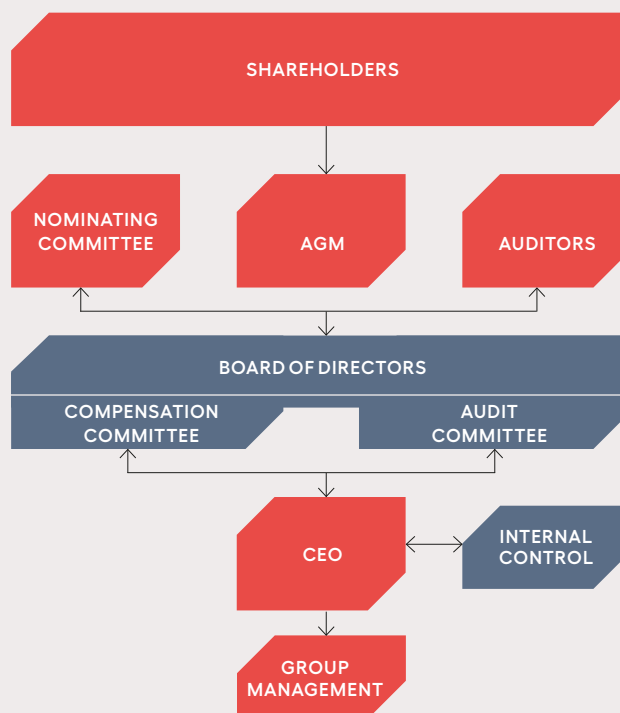 SHAREHOLDERS
NOMINATING
COMMITTEE
AGM
AUDITORS
BOARD OF DIRECTORS
COMPENSATION
COMMITTEE
AUDIT
COMMITTEE
CEO
INTERNAL
CONTROL
GROUP
MANAGEMENT